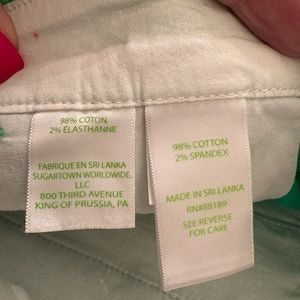 98% COTON
2% ÉLASTHANNE
FABRIQUE EN SRI LANKA
SUGARTOWN WORLDWIDE,
LLC
800 THIRD AVENUE
KING OF PRUSSIA, PA
98% COTTON
2% SPANDEX
MADE IN SRI LANKA
RN#88189
SEE REVERSE
FOR CARE